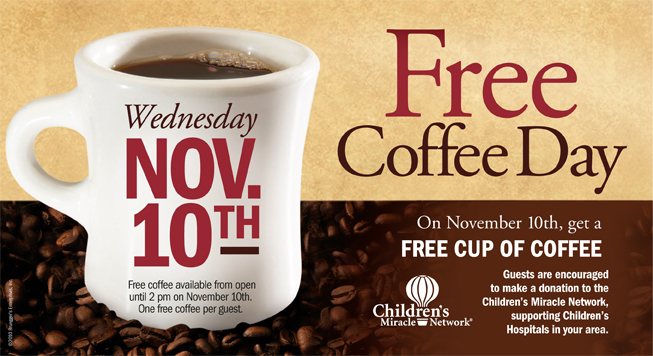 Wednesday
NOV.
10TH
Free coffee available from open
until 2 pm on November 10th.
One free coffee per guest.
Free
Coffee Day
On November 10th, get a
FREE CUP OF COFFEE
Guests are encouraged
to make a donation to the
Children's Miracle Network,
supporting Children's
Hospitals in your area.
Children's
Miracle Network®